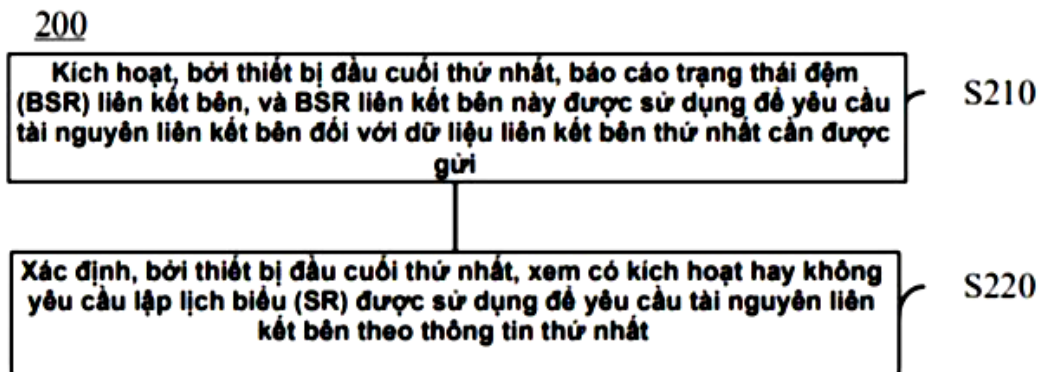 200
Kích hoạt, bởi thiết bị đầu cuối thứ nhất, báo cáo trạng thái đệm
(BSR) liên kết bên, và BSR liên kết bên này được sử dụng để yêu cầu
tài nguyên liên kết bên đối với dữ liệu liên kết bên thứ nhất cần được
gửi
S210
Xác định, bởi thiết bị đầu cuối thứ nhất, xem có kích hoạt hay không
yêu cầu lập lịch biểu (SR) được sử dụng để yêu cầu tài nguyên liên
kết bên theo thông tin thứ nhất
S220